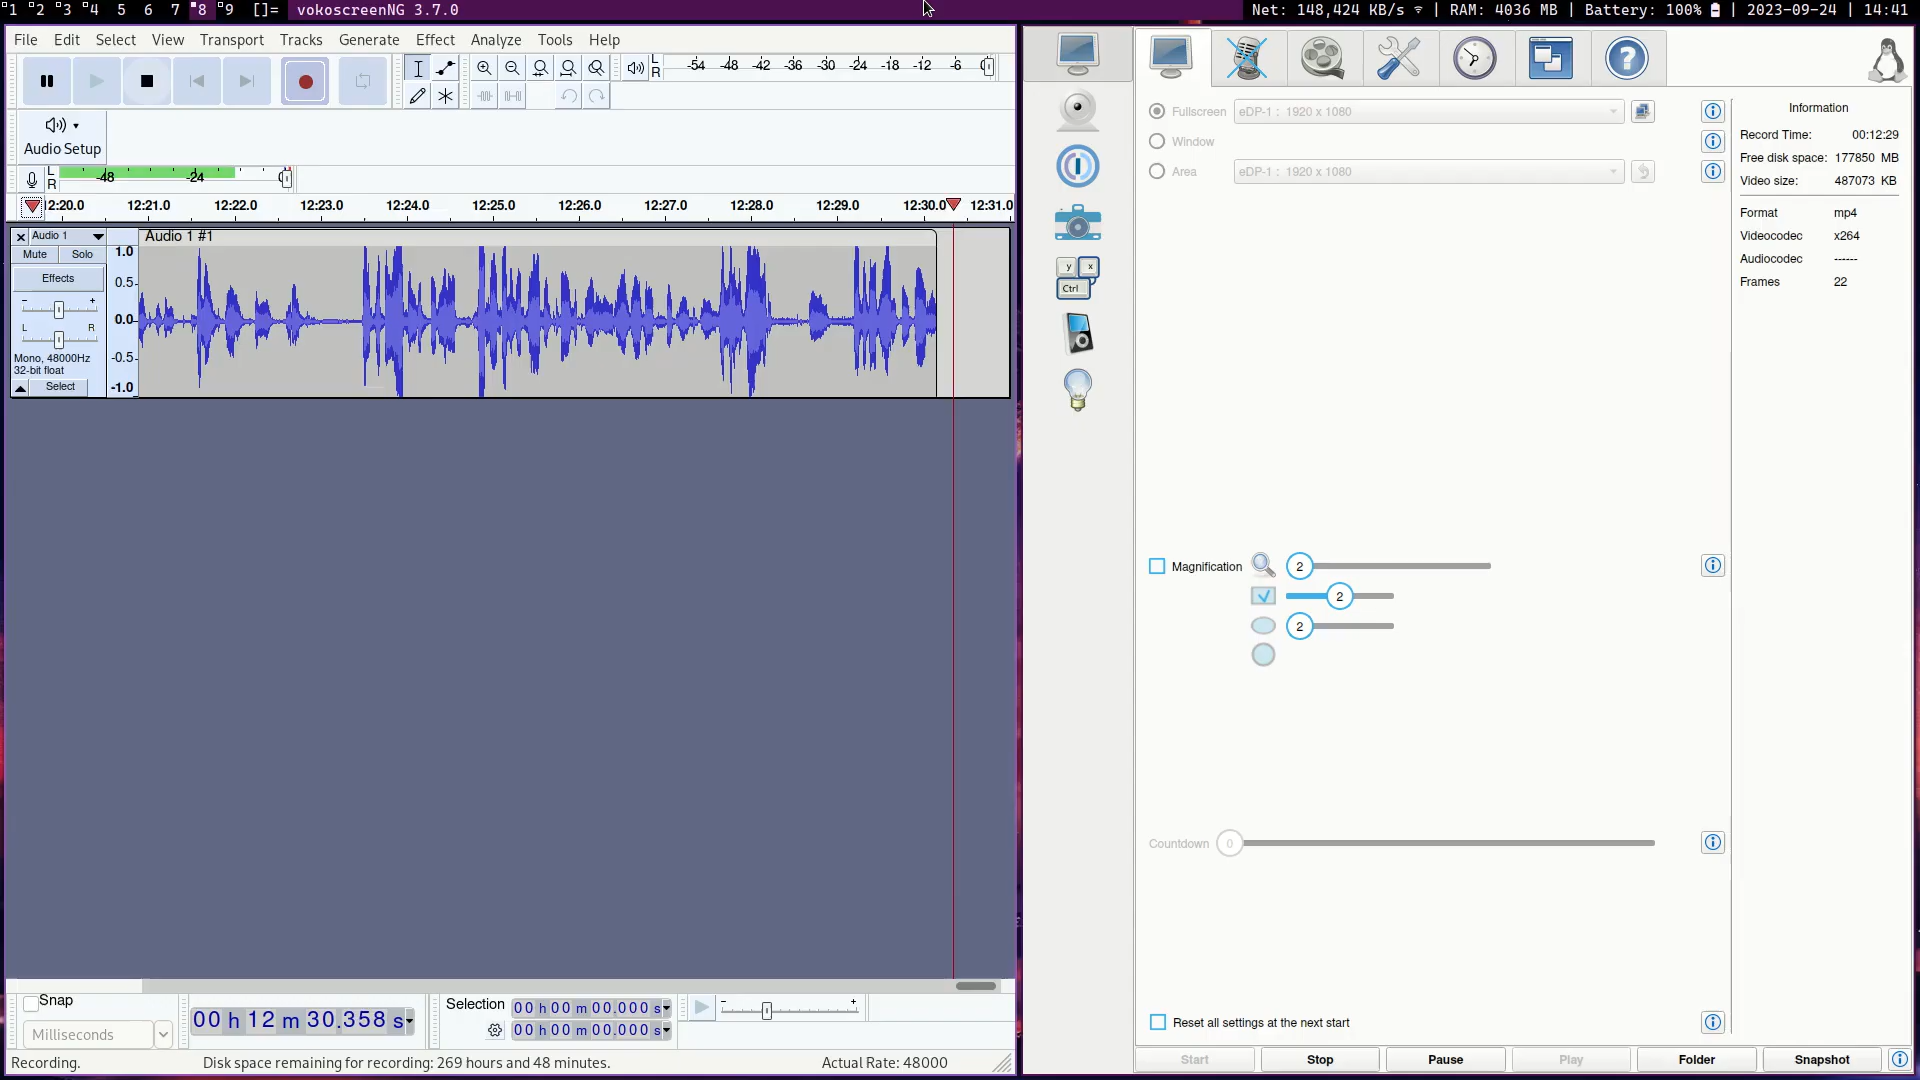 1 2 3 4 5 6 7 8 9 []= vokoscreenNG 3.7.0
Net: 148,424 KB/s | RAM: 4036 MB | Battery: 100% | 2023-09-24 | 14:41
File Edit Select View Transport Tracks Generate Effect Analyze Tools Help
L
R
-54 -48 -42 -36 -30 -24 -18 -12 -6 0
Audio Setup
L
R
-48 -24 0
12:20.0 12:21.0 12:22.0 12:23.0 12:24.0 12:25.0 12:26.0 12:27.0 12:28.0 12:29.0 12:30.0 12:31.0
Audio 1
Audio 1 #1
Mute Solo
Effects
- +
L R
Mono, 48000Hz
32-bit float
Select
1.0
0.5
0.0
-0.5
-1.0
Snap
Milliseconds
00 h 12 m 30.358 s
Selection
00 h 00 m 00.000 s
00 h 00 m 00.000 s
- +
Recording.
Disk space remaining for recording: 269 hours and 48 minutes.
Actual Rate: 48000
y x
Ctrl
Fullscreen
eDP-1 : 1920 x 1080
Window
Area
eDP-1 : 1920 x 1080
Magnification
2
2
2
Countdown
0
Reset all settings at the next start
Start Stop Pause Play Folder Snapshot
Information
Record Time: 00:12:29
Free disk space: 177850 MB
Video size: 487073 KB
Format mp4
Videocodec x264
Audiocodec ------
Frames 22